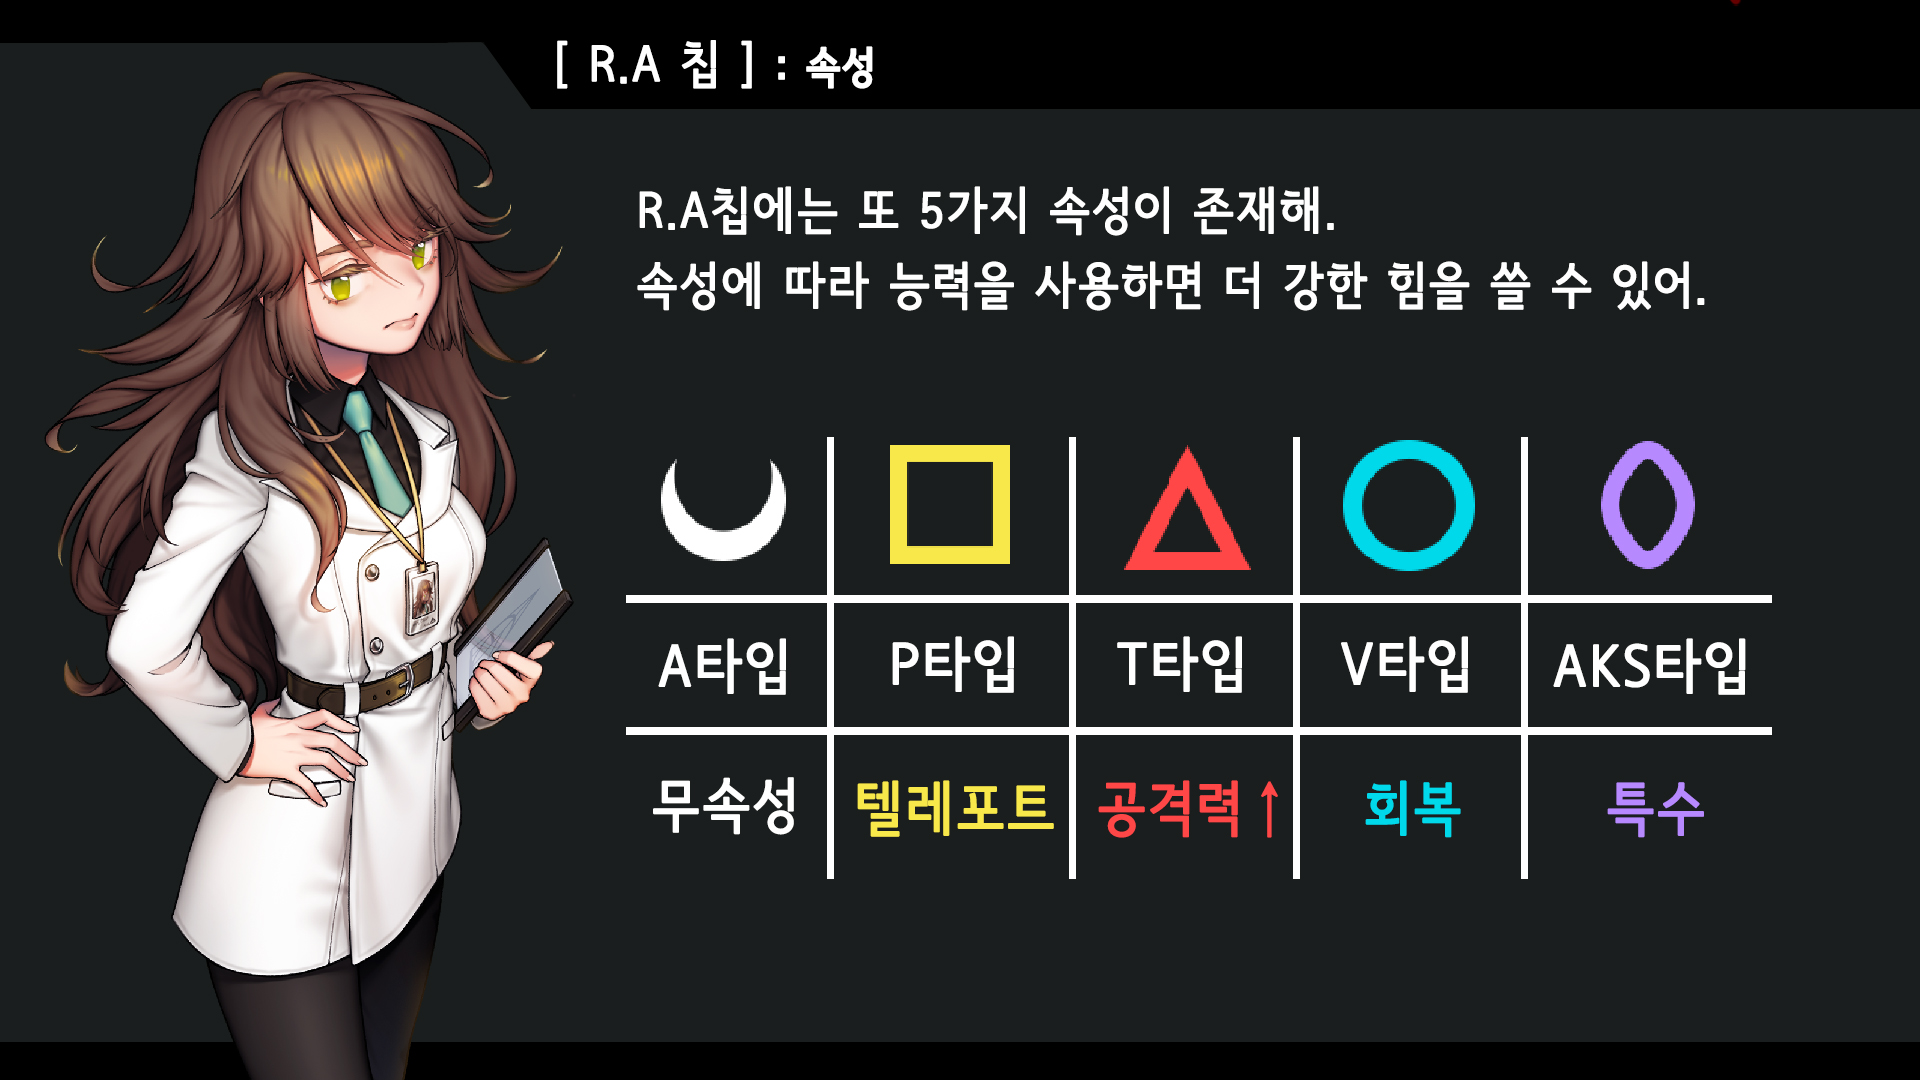 [ R.A 칩 ] : 속성
R.A칩에는 또 5가지 속성이 존재해.
속성에 따라 능력을 사용하면 더 강한 힘을 쓸 수 있어.
A타입 P타입 T타입 V타입 AKS타입
무속성 텔레포트 공격력↑ 회복 특수